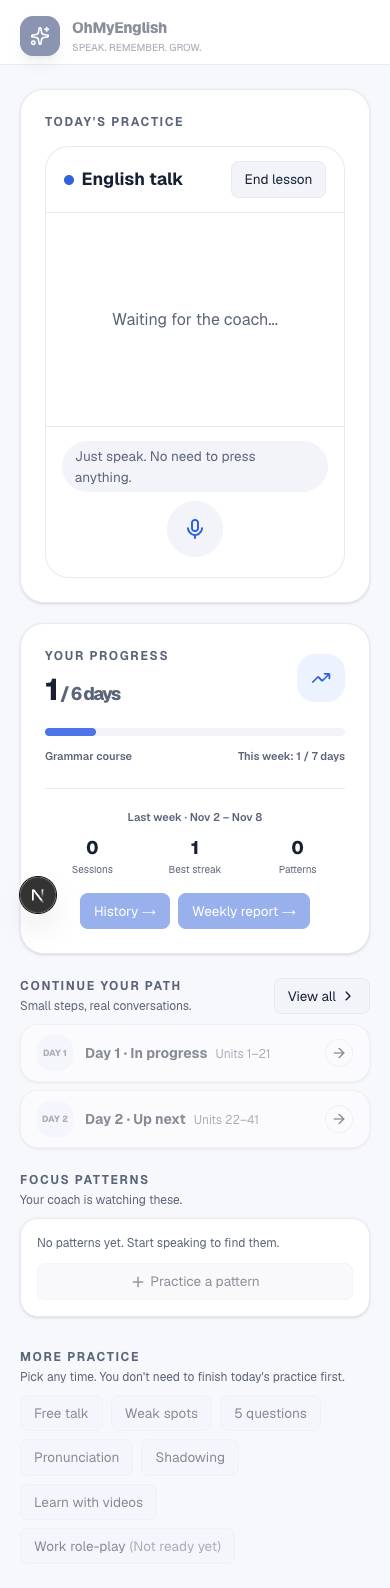 OhMyEnglish
SPEAK. REMEMBER. GROW.
TODAY'S PRACTICE
English talk
End lesson
Waiting for the coach...
Just speak. No need to press
anything.
YOUR PROGRESS
1 / 6 days
Grammar course
This week: 1 / 7 days
Last week · Nov 2 – Nov 8
0 1 0
Sessions Best streak Patterns
N
History →
Weekly report →
CONTINUE YOUR PATH
Small steps, real conversations.
View all
DAY 1 Day 1 · In progress Units 1–21
DAY 2 Day 2 · Up next Units 22–41
FOCUS PATTERNS
Your coach is watching these.
No patterns yet. Start speaking to find them.
Practice a pattern
MORE PRACTICE
Pick any time. You don't need to finish today's practice first.
Free talk Weak spots 5 questions
Pronunciation Shadowing
Learn with videos
Work role-play (Not ready yet)